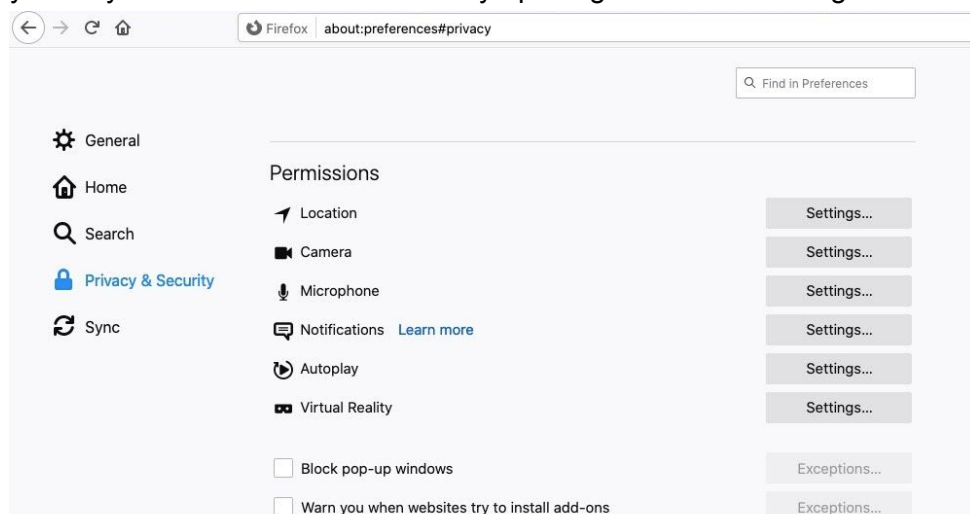 Firefox about:preferences#privacy
Find in Preferences
General
Home
Search
Privacy & Security
Sync
Permissions
Location Settings...
Camera Settings...
Microphone Settings...
Notifications Learn more Settings...
Autoplay Settings...
Virtual Reality Settings...
Block pop-up windows Exceptions...
Warn you when websites try to install add-ons Exceptions...